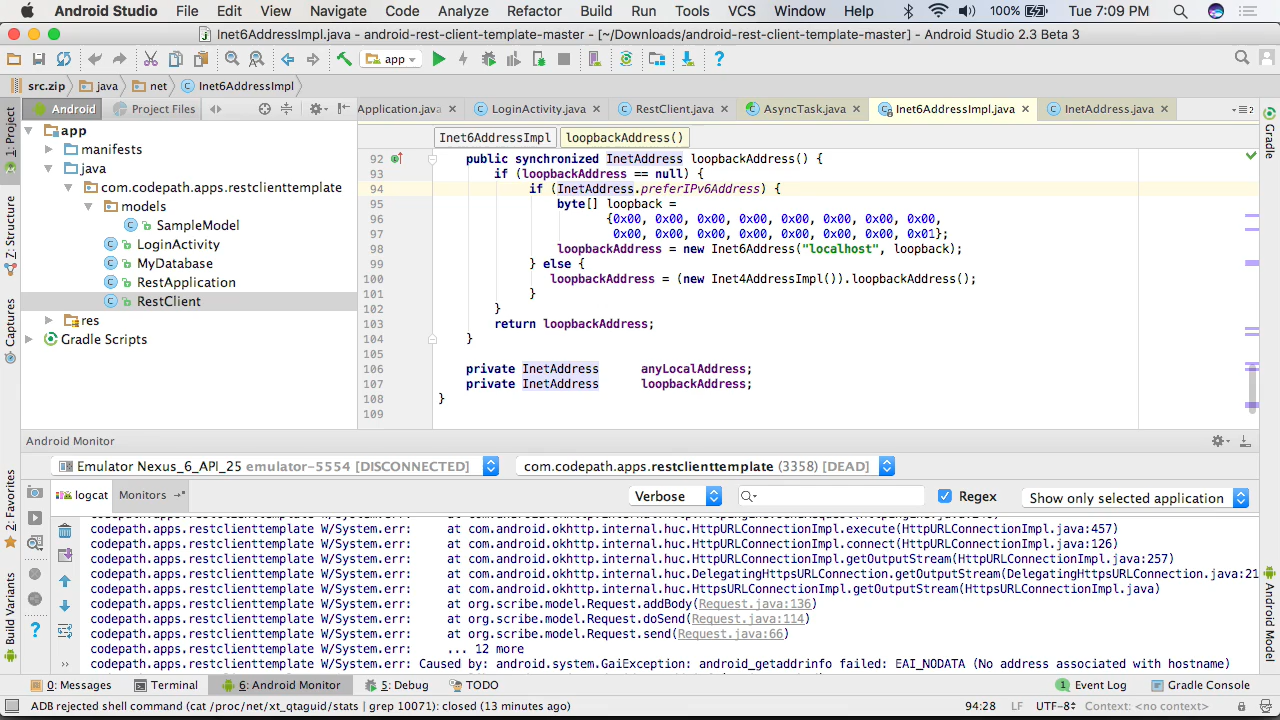 Android Studio File Edit View Navigate Code Analyze Refactor Build Run Tools VCS Window Help 100% Tue 7:09 PM
Inet6AddressImpl.java - android-rest-client-template-master - [~/Downloads/android-rest-client-template-master] - Android Studio 2.3 Beta 3
app
src.zip java net Inet6AddressImpl
Android Project Files Application.java LoginActivity.java RestClient.java AsyncTask.java Inet6AddressImpl.java InetAddress.java
Inet6AddressImpl loopbackAddress()
1: Project
Z: Structure
Captures
2: Favorites
Build Variants
app
manifests
java
com.codepath.apps.restclienttemplate
models
SampleModel
LoginActivity
MyDatabase
RestApplication
RestClient
res
Gradle Scripts
92 public synchronized InetAddress loopbackAddress() {
93 if (loopbackAddress == null) {
94 if (InetAddress.preferIPv6Address) {
95 byte[] loopback =
96 {0x00, 0x00, 0x00, 0x00, 0x00, 0x00, 0x00, 0x00,
97 0x00, 0x00, 0x00, 0x00, 0x00, 0x00, 0x00, 0x01};
98 loopbackAddress = new Inet6Address("localhost", loopback);
99 } else {
100 loopbackAddress = (new Inet4AddressImpl()).loopbackAddress();
101 }
102 }
103 return loopbackAddress;
104 }
105
106 private InetAddress anyLocalAddress;
107 private InetAddress loopbackAddress;
108 }
109
Gradle
Android Model
Android Monitor
Emulator Nexus_6_API_25 emulator-5554 [DISCONNECTED] com.codepath.apps.restclienttemplate (3358) [DEAD]
logcat Monitors Verbose Regex Show only selected application
codepath.apps.restclienttemplate W/System.err: at com.android.okhttp.internal.huc.HttpURLConnectionImpl.execute(HttpURLConnectionImpl.java:457)
codepath.apps.restclienttemplate W/System.err: at com.android.okhttp.internal.huc.HttpURLConnectionImpl.connect(HttpURLConnectionImpl.java:126)
codepath.apps.restclienttemplate W/System.err: at com.android.okhttp.internal.huc.HttpURLConnectionImpl.getOutputStream(HttpURLConnectionImpl.java:257)
codepath.apps.restclienttemplate W/System.err: at com.android.okhttp.internal.huc.DelegatingHttpsURLConnection.getOutputStream(DelegatingHttpsURLConnection.java:21
codepath.apps.restclienttemplate W/System.err: at com.android.okhttp.internal.huc.HttpsURLConnectionImpl.getOutputStream(HttpsURLConnectionImpl.java)
codepath.apps.restclienttemplate W/System.err: at org.scribe.model.Request.addBody(Request.java:136)
codepath.apps.restclienttemplate W/System.err: at org.scribe.model.Request.doSend(Request.java:114)
codepath.apps.restclienttemplate W/System.err: at org.scribe.model.Request.send(Request.java:66)
codepath.apps.restclienttemplate W/System.err: ... 12 more
codepath.apps.restclienttemplate W/System.err: Caused by: android.system.GaiException: android_getaddrinfo failed: EAI_NODATA (No address associated with hostname)
0: Messages Terminal 6: Android Monitor 5: Debug TODO 1 Event Log Gradle Console
ADB rejected shell command (cat /proc/net/xt_qtaguid/stats | grep 10071): closed (13 minutes ago) 94:28 LF UTF-8 Context: <no context>